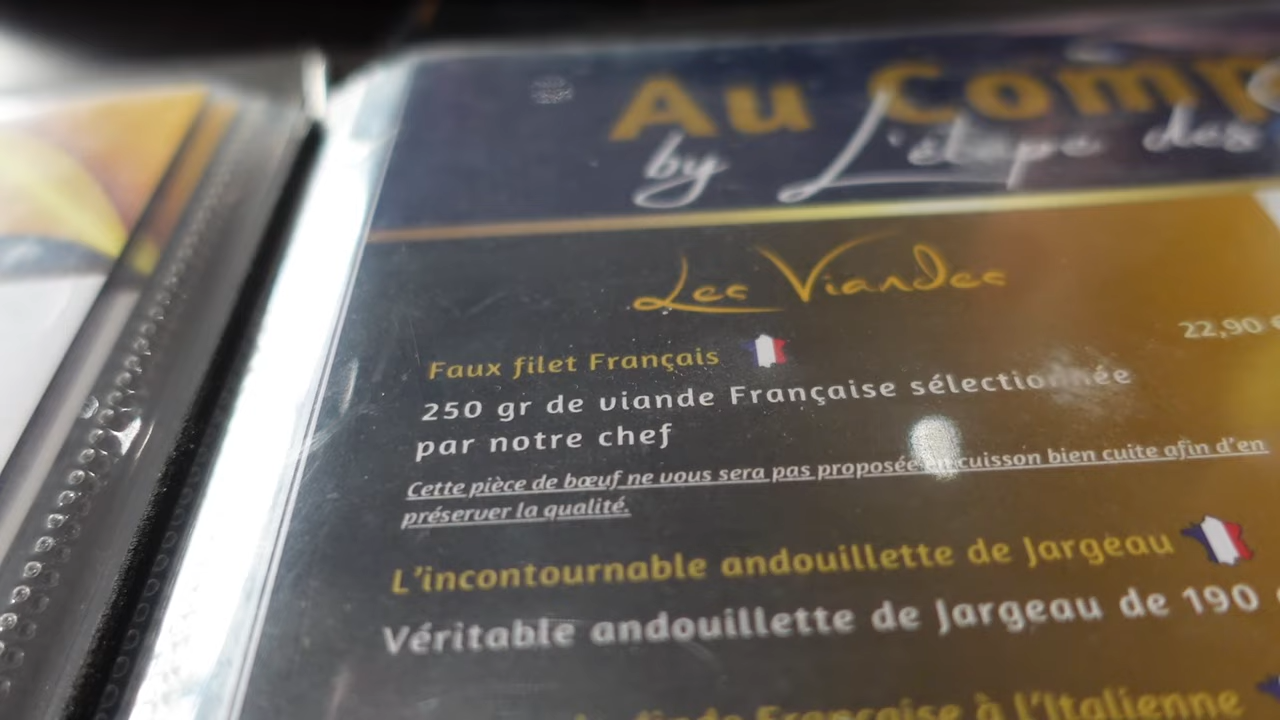 Au Comp
by L'étape des
Les Viandes
22,90 €
Faux filet Français
250 gr de viande Française sélectionnée
par notre chef
Cette pièce de bœuf ne vous sera pas proposée en cuisson bien cuite afin d'en
préserver la qualité.
L'incontournable andouillette de Jargeau
Véritable andouillette de Jargeau de 190
Française à l'Italienne